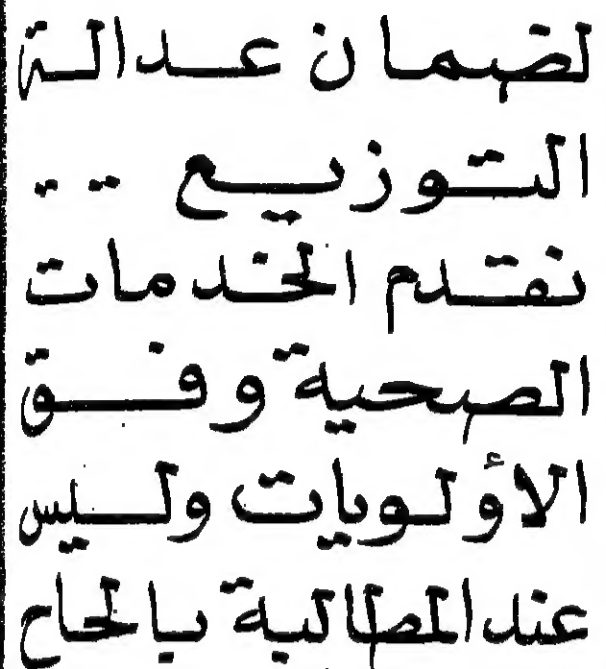 لضمان عدالة
التوزيع ..
نقدم الخدمات
الصحية وفق
الأولويات وليس
عند المطالبة بالحاح